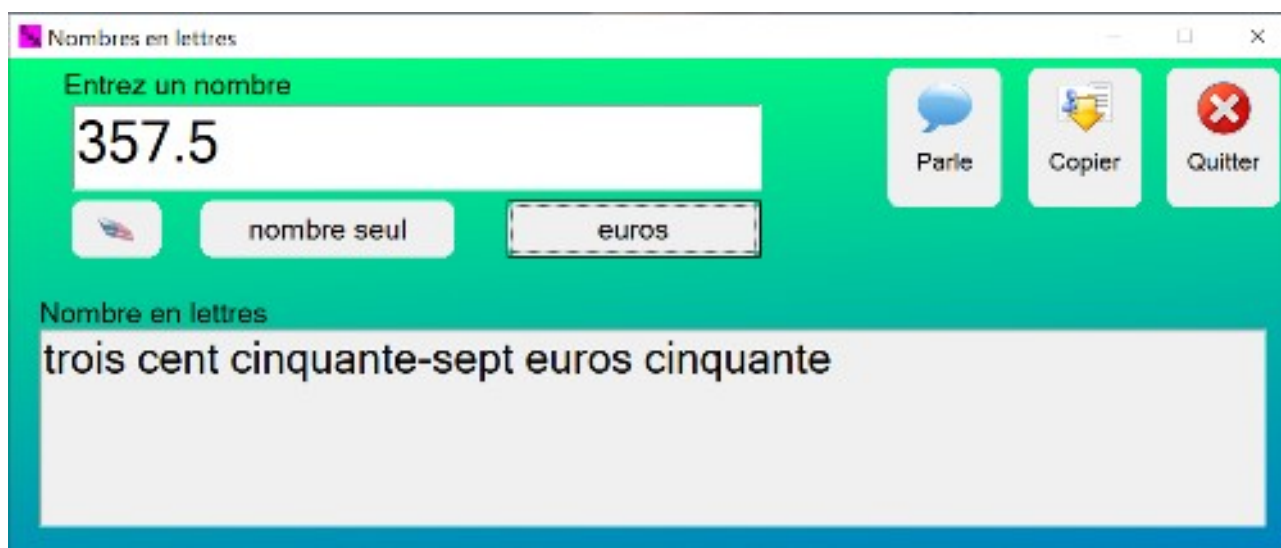 Nombres en lettres
Entrez un nombre
357.5
Parle
Copier
Quitter
nombre seul
euros
Nombre en lettres
trois cent cinquante-sept euros cinquante